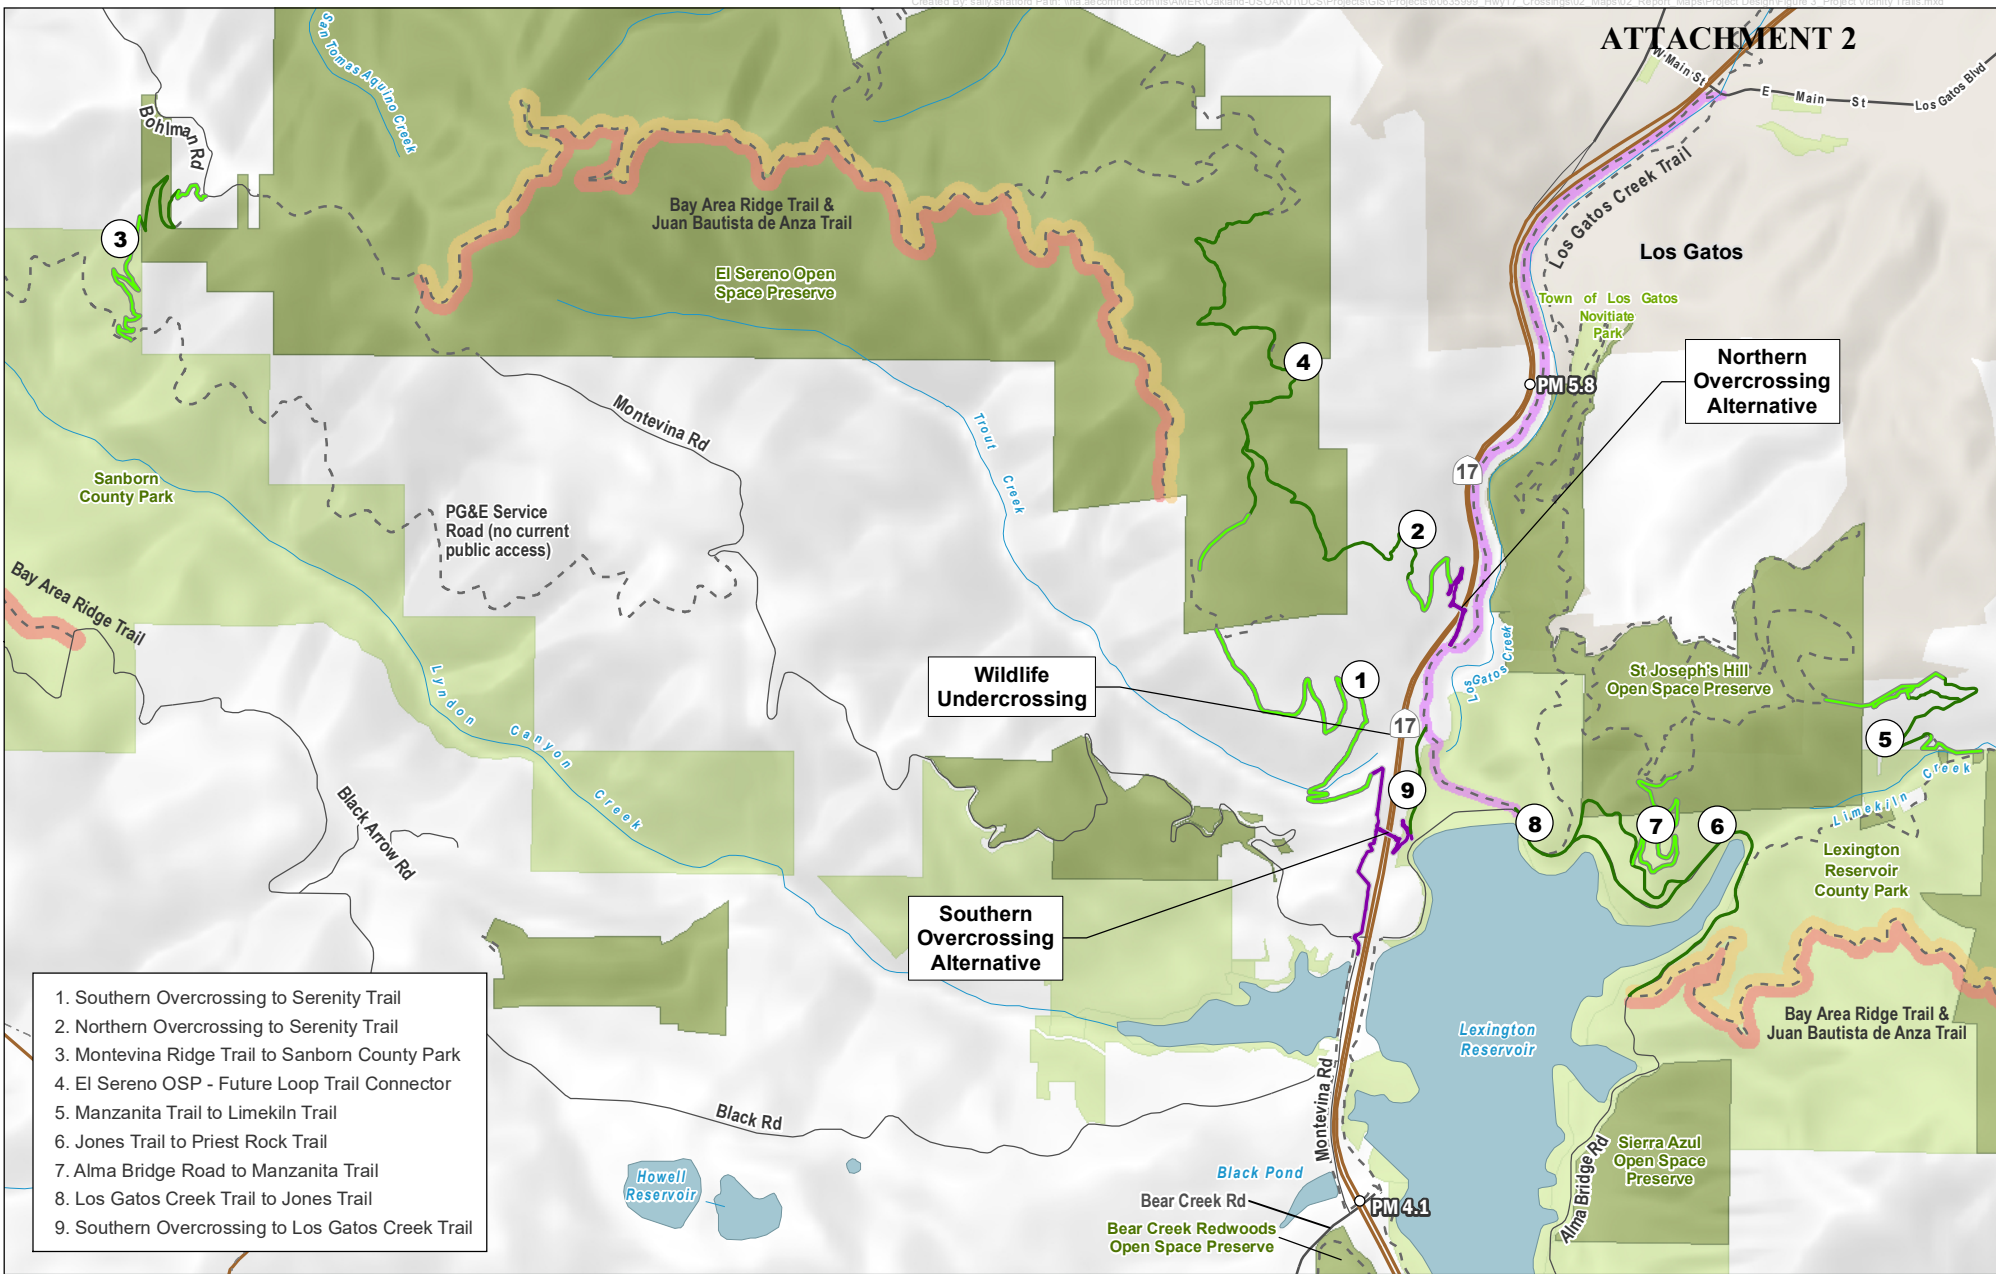 ATTACHMENT 2
San Tomas Aquino Creek
Bohlman Rd
W Main St
E Main St
Los Gatos Blvd
Los Gatos Creek Trail
3
Bay Area Ridge Trail &
Juan Bautista de Anza Trail
El Sereno Open
Space Preserve
Los Gatos
Town of Los Gatos
Novitiate
Park
4
Northern
Overcrossing
Alternative
PM 5.8
Montevina Rd
Trout Creek
17
Sanborn
County Park
PG&E Service
Road (no current
public access)
2
Bay Area Ridge Trail
Lyndon Canyon Creek
Wildlife
Undercrossing
1
Los Gatos Creek
St Joseph's Hill
Open Space Preserve
17
5
Limekiln Creek
9
8
7
6
Black Arrow Rd
Lexington
Reservoir
County Park
Southern
Overcrossing
Alternative
Bay Area Ridge Trail &
Juan Bautista de Anza Trail
Lexington
Reservoir
1. Southern Overcrossing to Serenity Trail
2. Northern Overcrossing to Serenity Trail
3. Montevina Ridge Trail to Sanborn County Park
4. El Sereno OSP - Future Loop Trail Connector
5. Manzanita Trail to Limekiln Trail
6. Jones Trail to Priest Rock Trail
7. Alma Bridge Road to Manzanita Trail
8. Los Gatos Creek Trail to Jones Trail
9. Southern Overcrossing to Los Gatos Creek Trail
Black Rd
Montevina Rd
Howell
Reservoir
Black Pond
Bear Creek Rd
PM 4.1
Bear Creek Redwoods
Open Space Preserve
Alma Bridge Rd
Sierra Azul
Open Space
Preserve